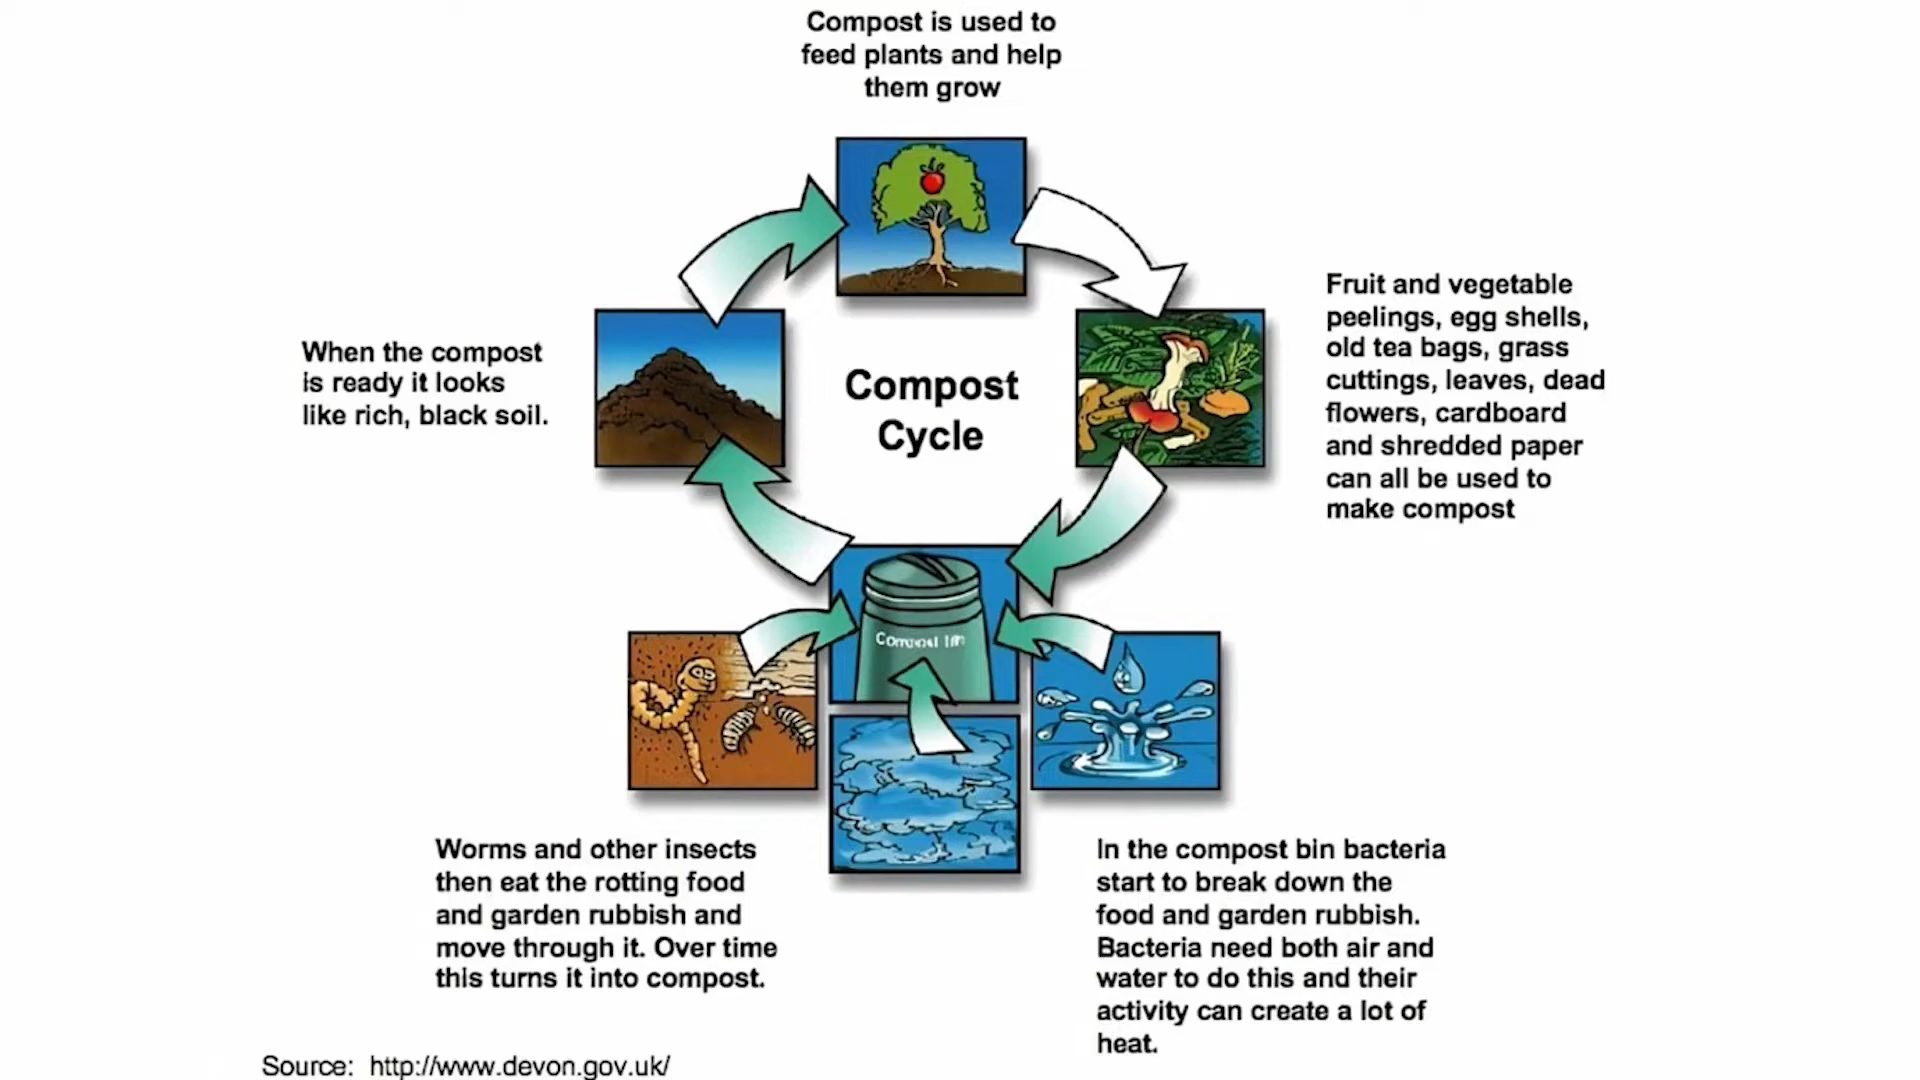 Compost is used to
feed plants and help
them grow
Fruit and vegetable
peelings, egg shells,
old tea bags, grass
cuttings, leaves, dead
flowers, cardboard
and shredded paper
can all be used to
make compost
When the compost
is ready it looks
like rich, black soil.
Compost
Cycle
Compost
Worms and other insects
then eat the rotting food
and garden rubbish and
move through it. Over time
this turns it into compost.
In the compost bin bacteria
start to break down the
food and garden rubbish.
Bacteria need both air and
water to do this and their
activity can create a lot of
heat.
Source: http://www.devon.gov.uk/